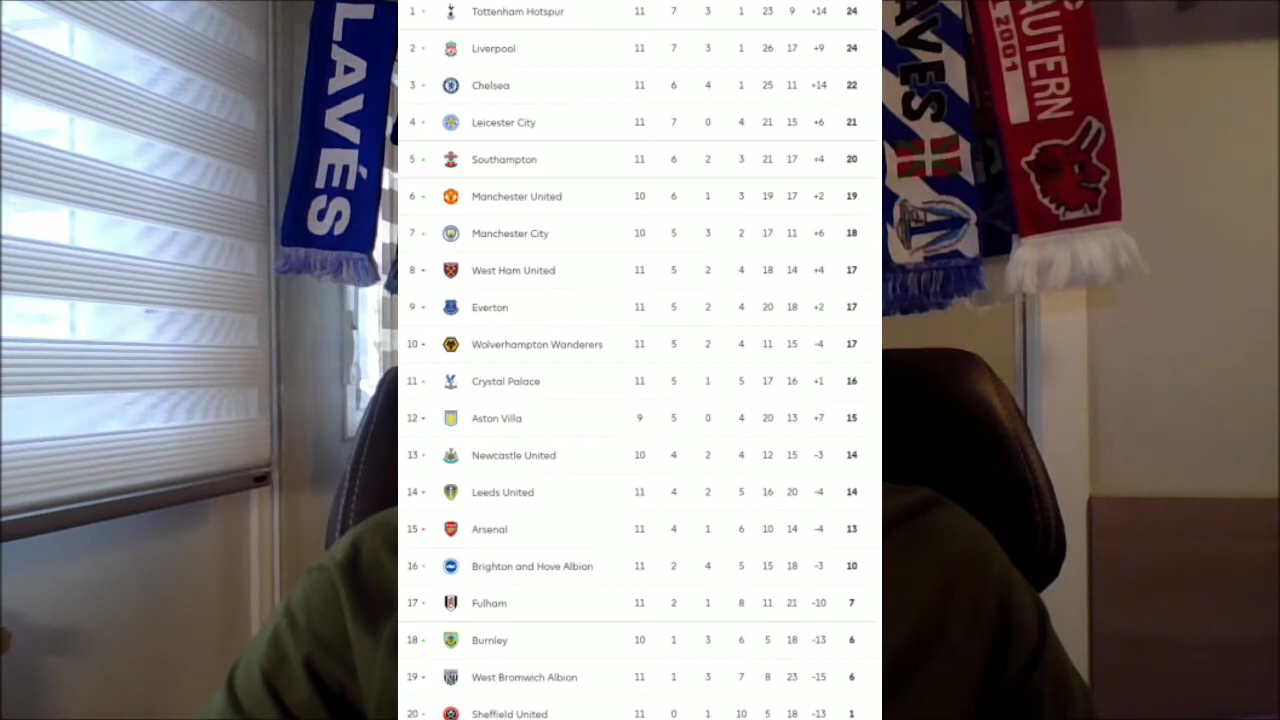 LAVÉS
1 Tottenham Hotspur 11 7 3 1 23 9 +14 24
2 Liverpool 11 7 3 1 26 17 +9 24
3 Chelsea 11 6 4 1 25 11 +14 22
4 Leicester City 11 7 0 4 21 15 +6 21
5 Southampton 11 6 2 3 21 17 +4 20
6 Manchester United 10 6 1 3 19 17 +2 19
7 Manchester City 10 5 3 2 17 11 +6 18
8 West Ham United 11 5 2 4 18 14 +4 17
9 Everton 11 5 2 4 20 18 +2 17
10 Wolverhampton Wanderers 11 5 2 4 11 15 -4 17
11 Crystal Palace 11 5 1 5 17 16 +1 16
12 Aston Villa 9 5 0 4 20 13 +7 15
13 Newcastle United 10 4 2 4 12 15 -3 14
14 Leeds United 11 4 2 5 16 20 -4 14
15 Arsenal 11 4 1 6 10 14 -4 13
16 Brighton and Hove Albion 11 2 4 5 15 18 -3 10
17 Fulham 11 2 1 8 11 21 -10 7
18 Burnley 10 1 3 6 5 18 -13 6
19 West Bromwich Albion 11 1 3 7 8 23 -15 6
20 Sheffield United 11 0 1 10 5 18 -13 1
AVES
2001
AUTERN